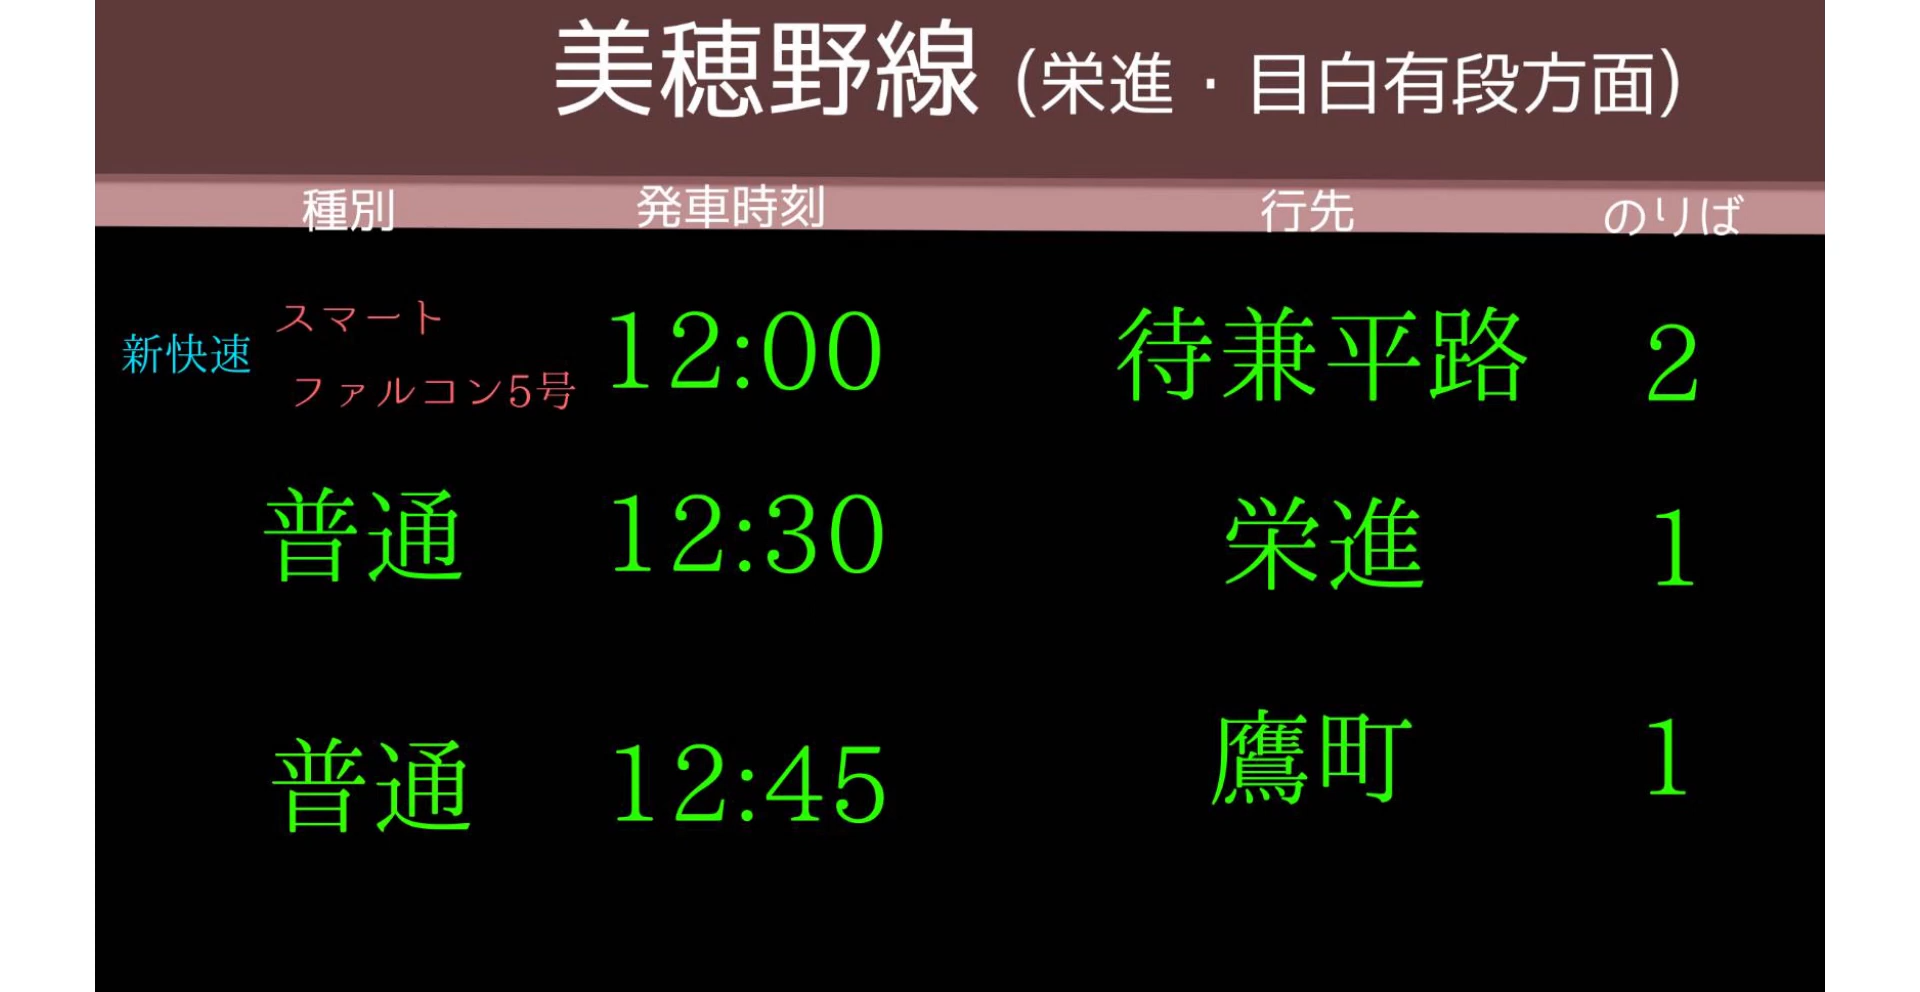 美穂野線 (栄進・目白有段方面)
種別 発車時刻 行先 のりば
新快速 スマート
ファルコン5号 12:00 待兼平路 2
普通 12:30 栄進 1
普通 12:45 鷹町 1